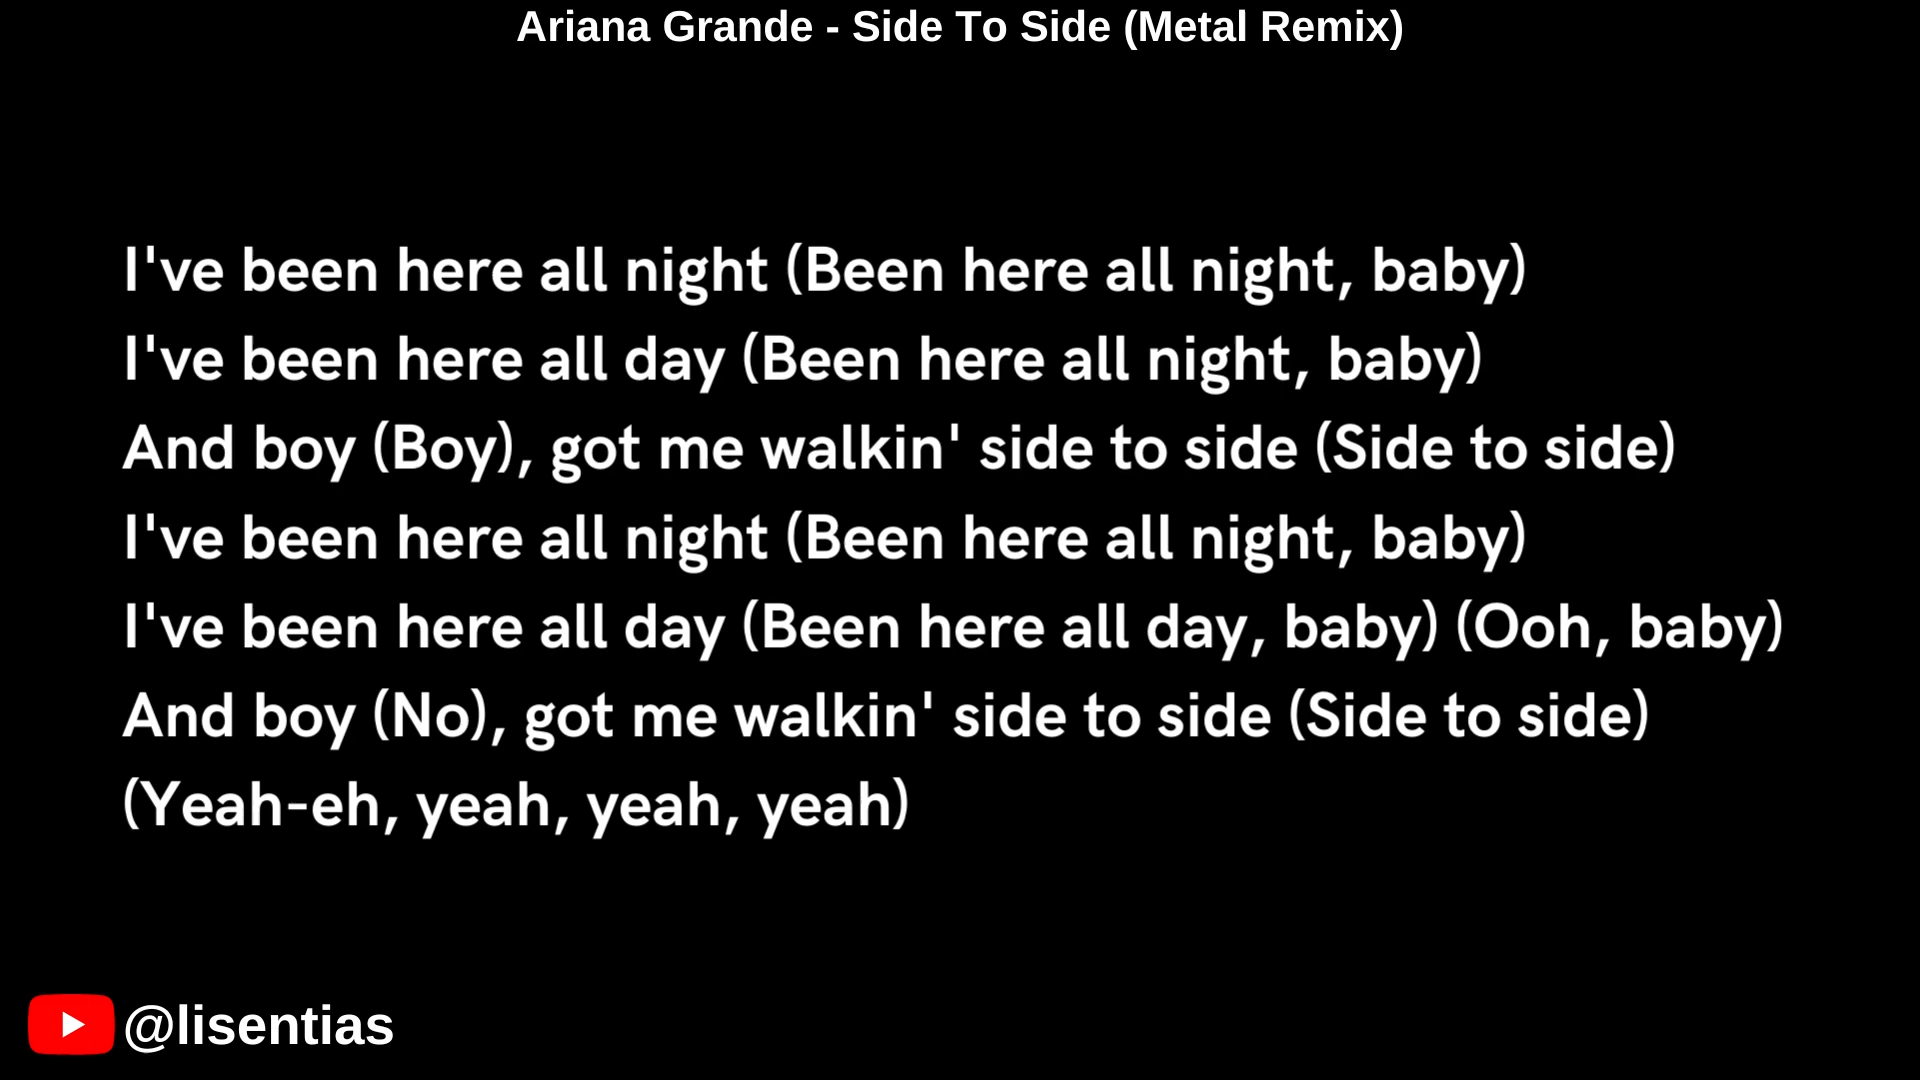 Ariana Grande - Side To Side (Metal Remix)
I've been here all night (Been here all night, baby)
I've been here all day (Been here all night, baby)
And boy (Boy), got me walkin' side to side (Side to side)
I've been here all night (Been here all night, baby)
I've been here all day (Been here all day, baby) (Ooh, baby)
And boy (No), got me walkin' side to side (Side to side)
(Yeah-eh, yeah, yeah, yeah)
@lisentias